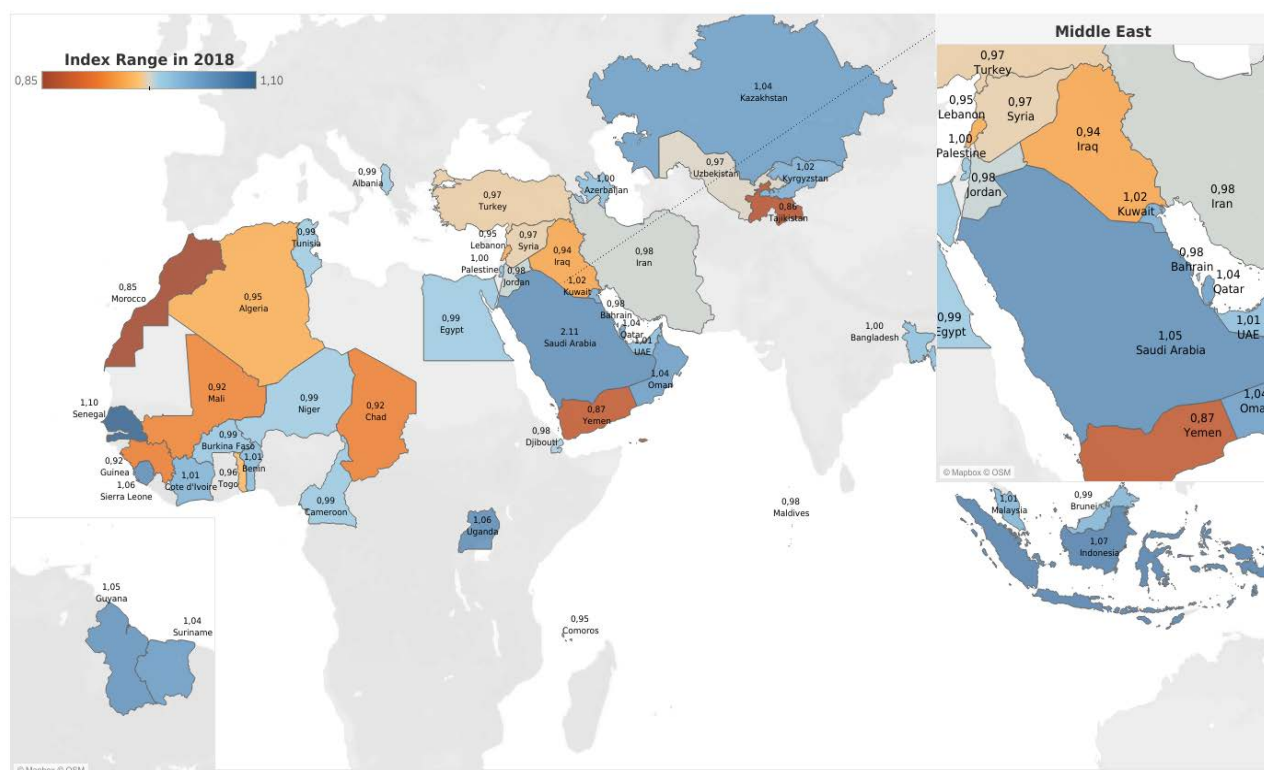 Index Range in 2018
0,85
1,10
0,99
Albania
1,04
Kazakhstan
0,97
Uzbekistan
1,02
Kyrgyzstan
0,86
Tajikistan
1,00
Azerbaijan
0,97
Turkey
0,95
Lebanon
0,97
Syria
0,94
Iraq
0,98
Iran
1,00
Palestine
0,98
Jordan
1,02
Kuwait
0,98
Bahrain
1,04
Qatar
1,01
UAE
2,11
Saudi Arabia
1,04
Oman
0,87
Yemen
0,99
Tunisia
0,85
Morocco
0,95
Algeria
0,99
Egypt
1,00
Bangladesh
0,92
Mali
0,99
Niger
0,92
Chad
1,10
Senegal
0,99
Burkina Faso
0,98
Djibouti
0,92
Guinea
1,06
Sierra Leone
1,01
Cote d'Ivoire
0,96
Togo
1,01
Benin
0,99
Cameroon
1,06
Uganda
0,98
Maldives
0,95
Comoros
1,01
Malaysia
0,99
Brunei
1,07
Indonesia
Middle East
0,97
Turkey
0,95
Lebanon
0,97
Syria
0,94
Iraq
1,00
Palestine
0,98
Jordan
0,98
Iran
1,02
Kuwait
0,98
Bahrain
1,04
Qatar
0,99
Egypt
1,05
Saudi Arabia
1,01
UAE
1,04
Oma
0,87
Yemen
© Mapbox © OSM
1,05
Guyana
1,04
Suriname
© Mapbox © OSM